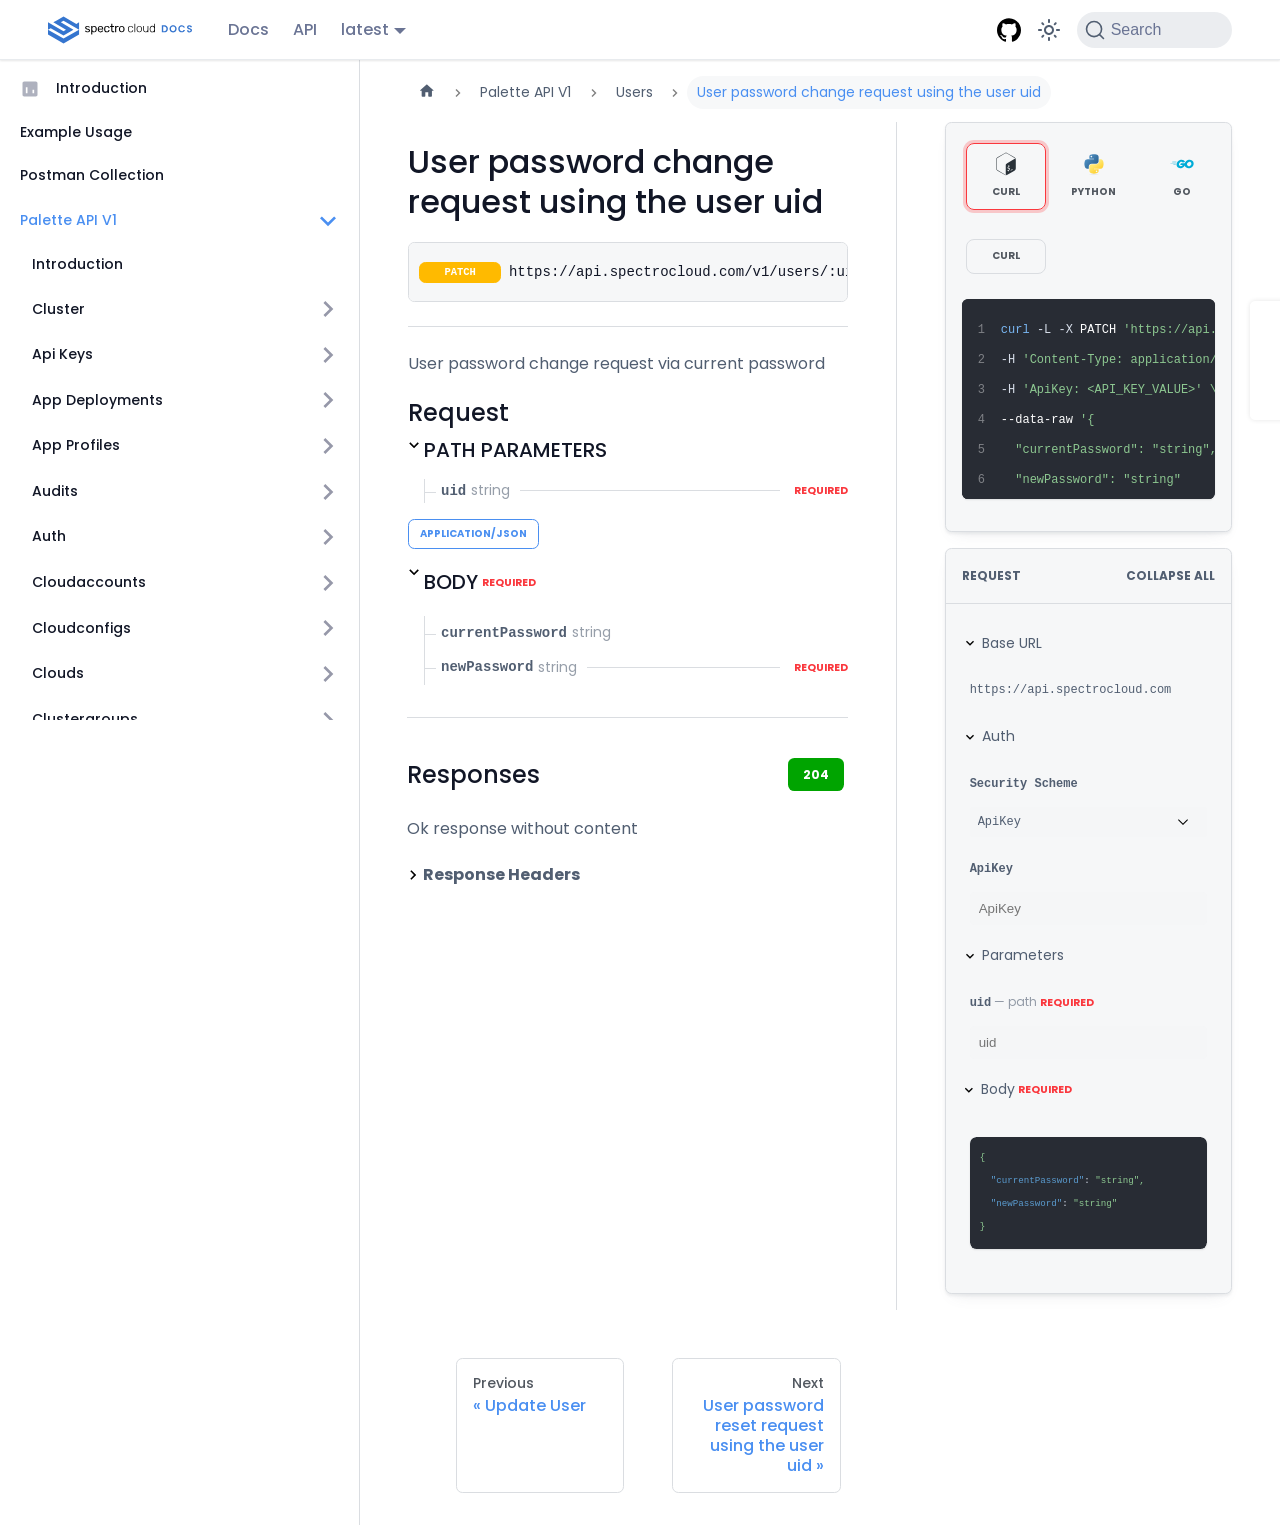 spectro cloud DOCS
Docs
API
latest
Search
Introduction
Example Usage
Postman Collection
Palette API V1
Introduction
Cluster
Api Keys
App Deployments
App Profiles
Audits
Auth
Cloudaccounts
Cloudconfigs
Clouds
Clustergroups
Palette API V1
Users
User password change request using the user uid
User password change
request using the user uid
PATCH https://api.spectrocloud.com/v1/users/:ui
User password change request via current password
Request
PATH PARAMETERS
uid string REQUIRED
APPLICATION/JSON
BODY REQUIRED
currentPassword string
newPassword string REQUIRED
Responses
204
Ok response without content
Response Headers
CURL
PYTHON
GO
CURL
1 curl -L -X PATCH 'https://api.
2 -H 'Content-Type: application/
3 -H 'ApiKey: <API_KEY_VALUE>' \
4 --data-raw '{
5 "currentPassword": "string",
6 "newPassword": "string"
REQUEST
COLLAPSE ALL
Base URL
https://api.spectrocloud.com
Auth
Security Scheme
ApiKey
ApiKey
ApiKey
Parameters
uid — path REQUIRED
uid
Body REQUIRED
{
"currentPassword": "string",
"newPassword": "string"
}
Previous
« Update User
Next
User password
reset request
using the user
uid »